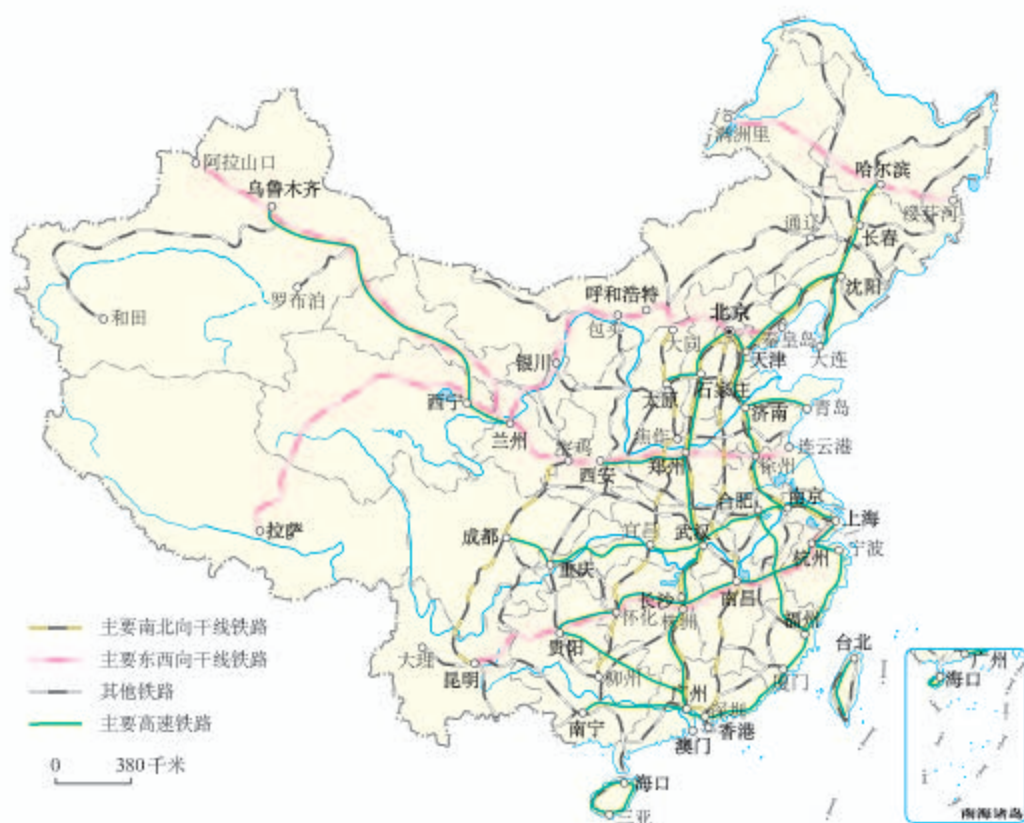 满洲里
哈尔滨
阿拉山口
乌鲁木齐
绥芬河
通辽
长春
沈阳
罗布泊
呼和浩特
和田
包头
北京
大同
秦皇岛
天津
大连
银川
石家庄
太原
西宁
济南
青岛
兰州
焦作
连云港
宝鸡
西安
郑州
徐州
合肥
南京
拉萨
成都
宜昌
武汉
上海
杭州
宁波
重庆
长沙
南昌
怀化
株洲
福州
贵阳
台北
大理
昆明
柳州
厦门
广州
海口
州
深圳
南宁
香港
澳门
海口
三亚
南海诸岛
主要南北向干线铁路
主要东西向干线铁路
其他铁路
主要高速铁路
0 380千米